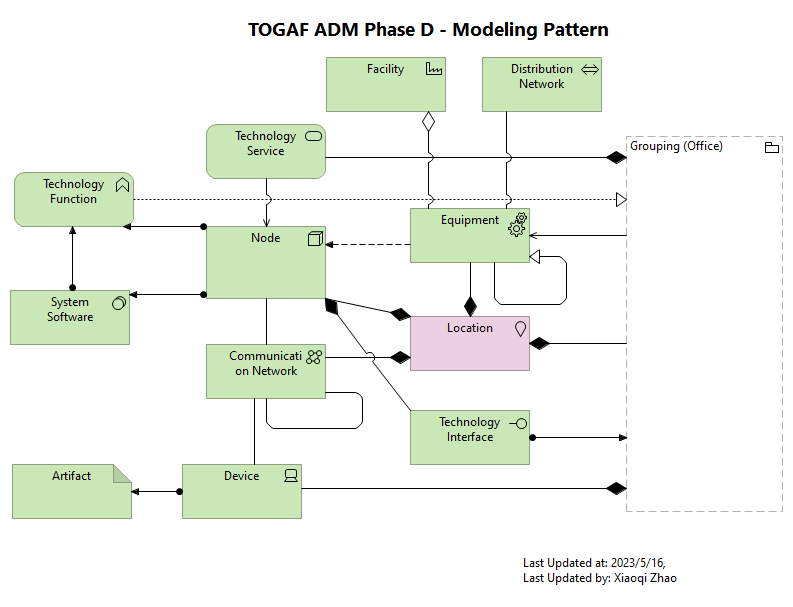 TOGAF ADM Phase D - Modeling Pattern
Facility
Distribution
Network
Technology
Service
Grouping (Office)
Technology
Function
Equipment
Node
System
Software
Location
Communicati
on Network
Technology
Interface
Artifact
Device
Last Updated at: 2023/5/16,
Last Updated by: Xiaoqi Zhao